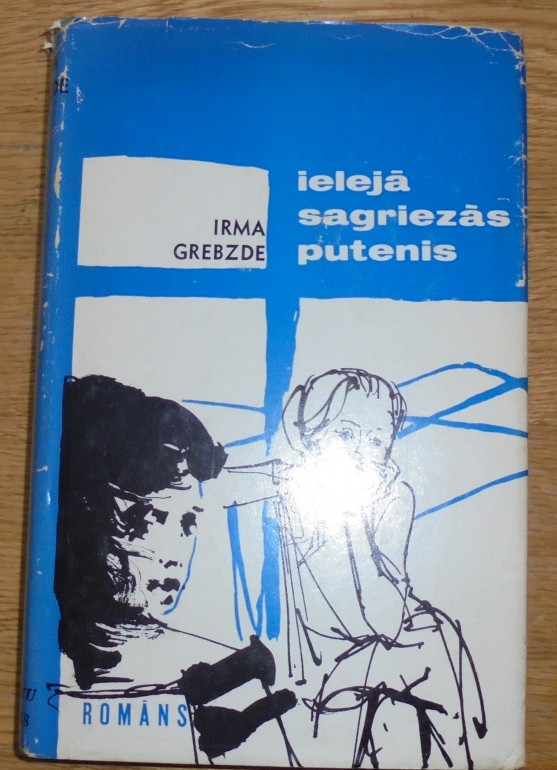 IRMA
GREBZDE
ielejā
sagriezās
putenis
ROMĀNS